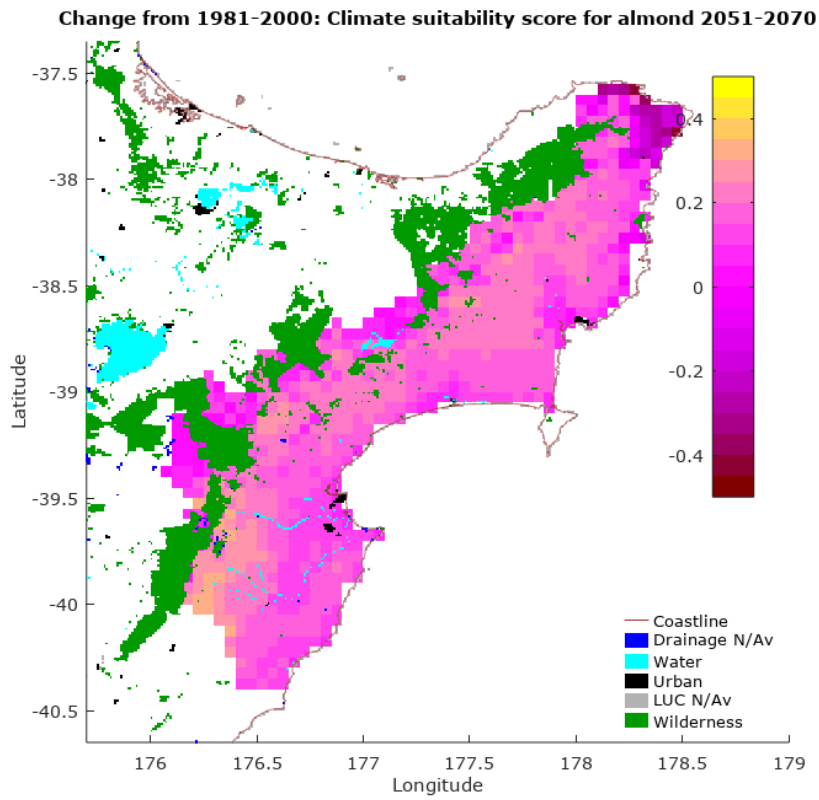 Change from 1981-2000: Climate suitability score for almond 2051-2070
-37.5
-38
-38.5
-39
-39.5
-40
-40.5
Latitude
176
176.5
177
177.5
178
178.5
179
Longitude
0.4
0.2
0
-0.2
-0.4
Coastline
Drainage N/Av
Water
Urban
LUC N/Av
Wilderness